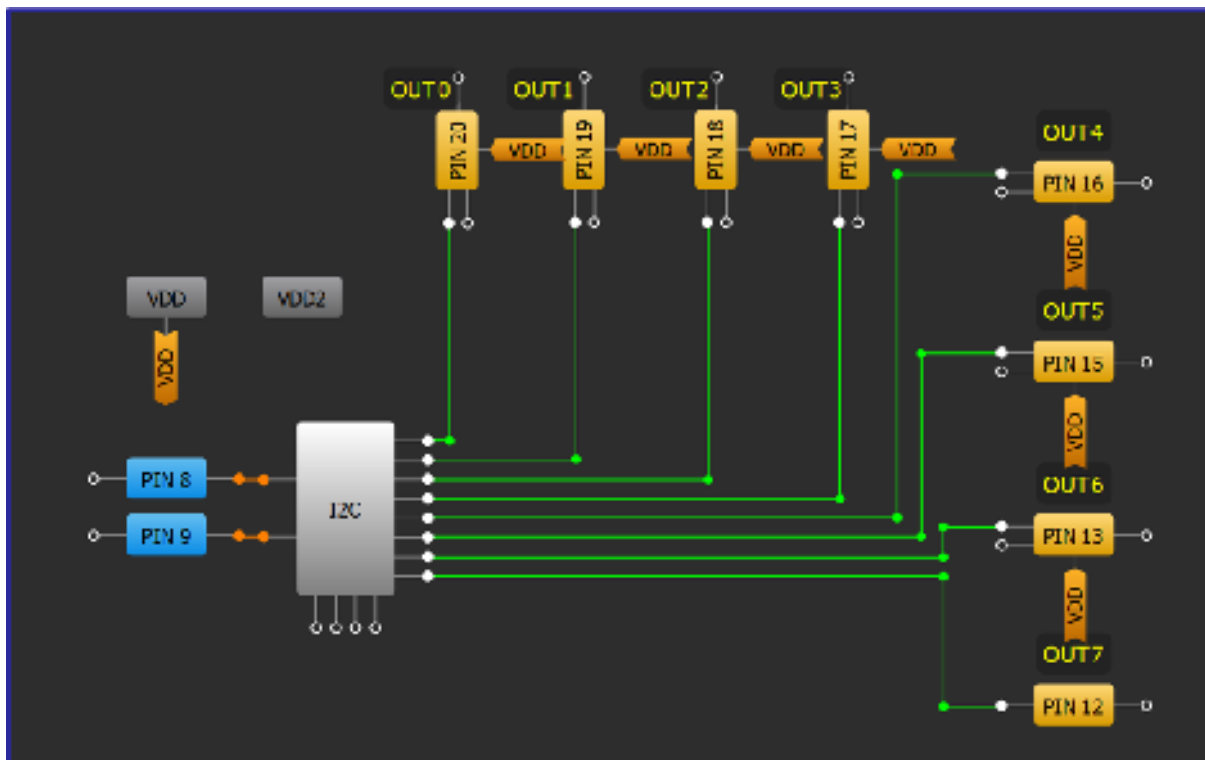 OUT0 OUT1 OUT2 OUT3
PIN 20 VDD PIN 19 VDD PIN 18 VDD PIN 17 VDD
OUT4
PIN 16
VDD
VDD VDD2
OUT5
VDD
PIN 15
VDD
PIN 8
I2C
OUT6
PIN 9
PIN 13
VDD
OUT7
PIN 12